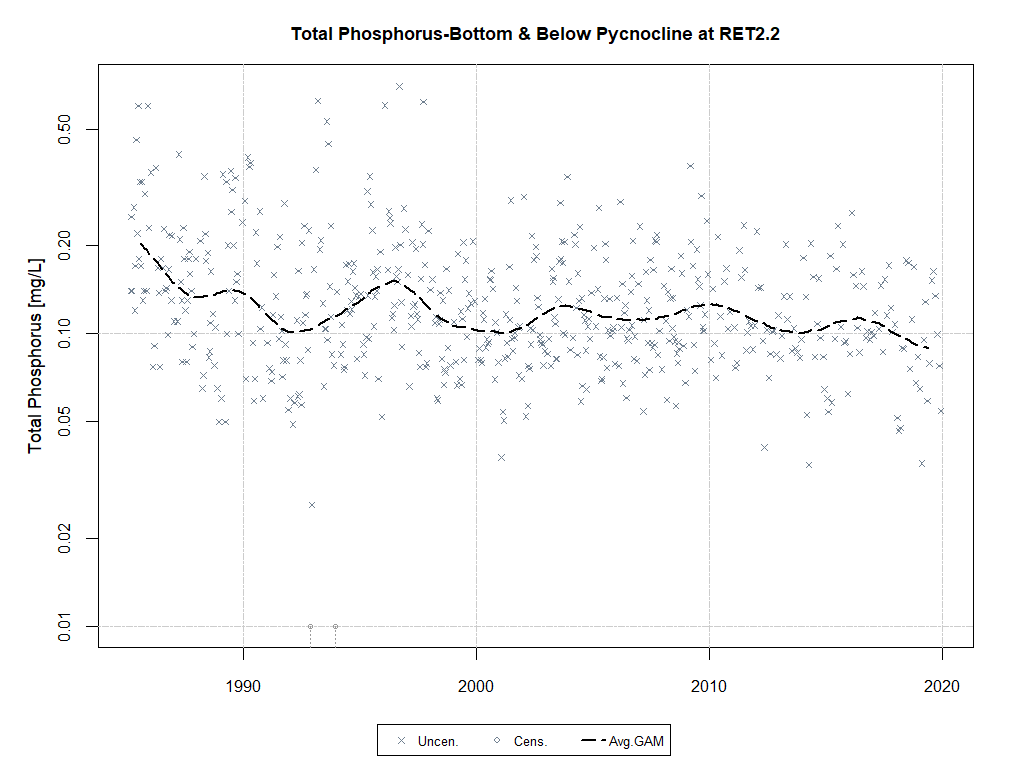 Total Phosphorus-Bottom & Below Pycnocline at RET2.2
Total Phosphorus [mg/L]
0.50
0.20
0.10
0.05
0.02
0.01
1990 2000 2010 2020
Uncen. Cens. Avg.GAM